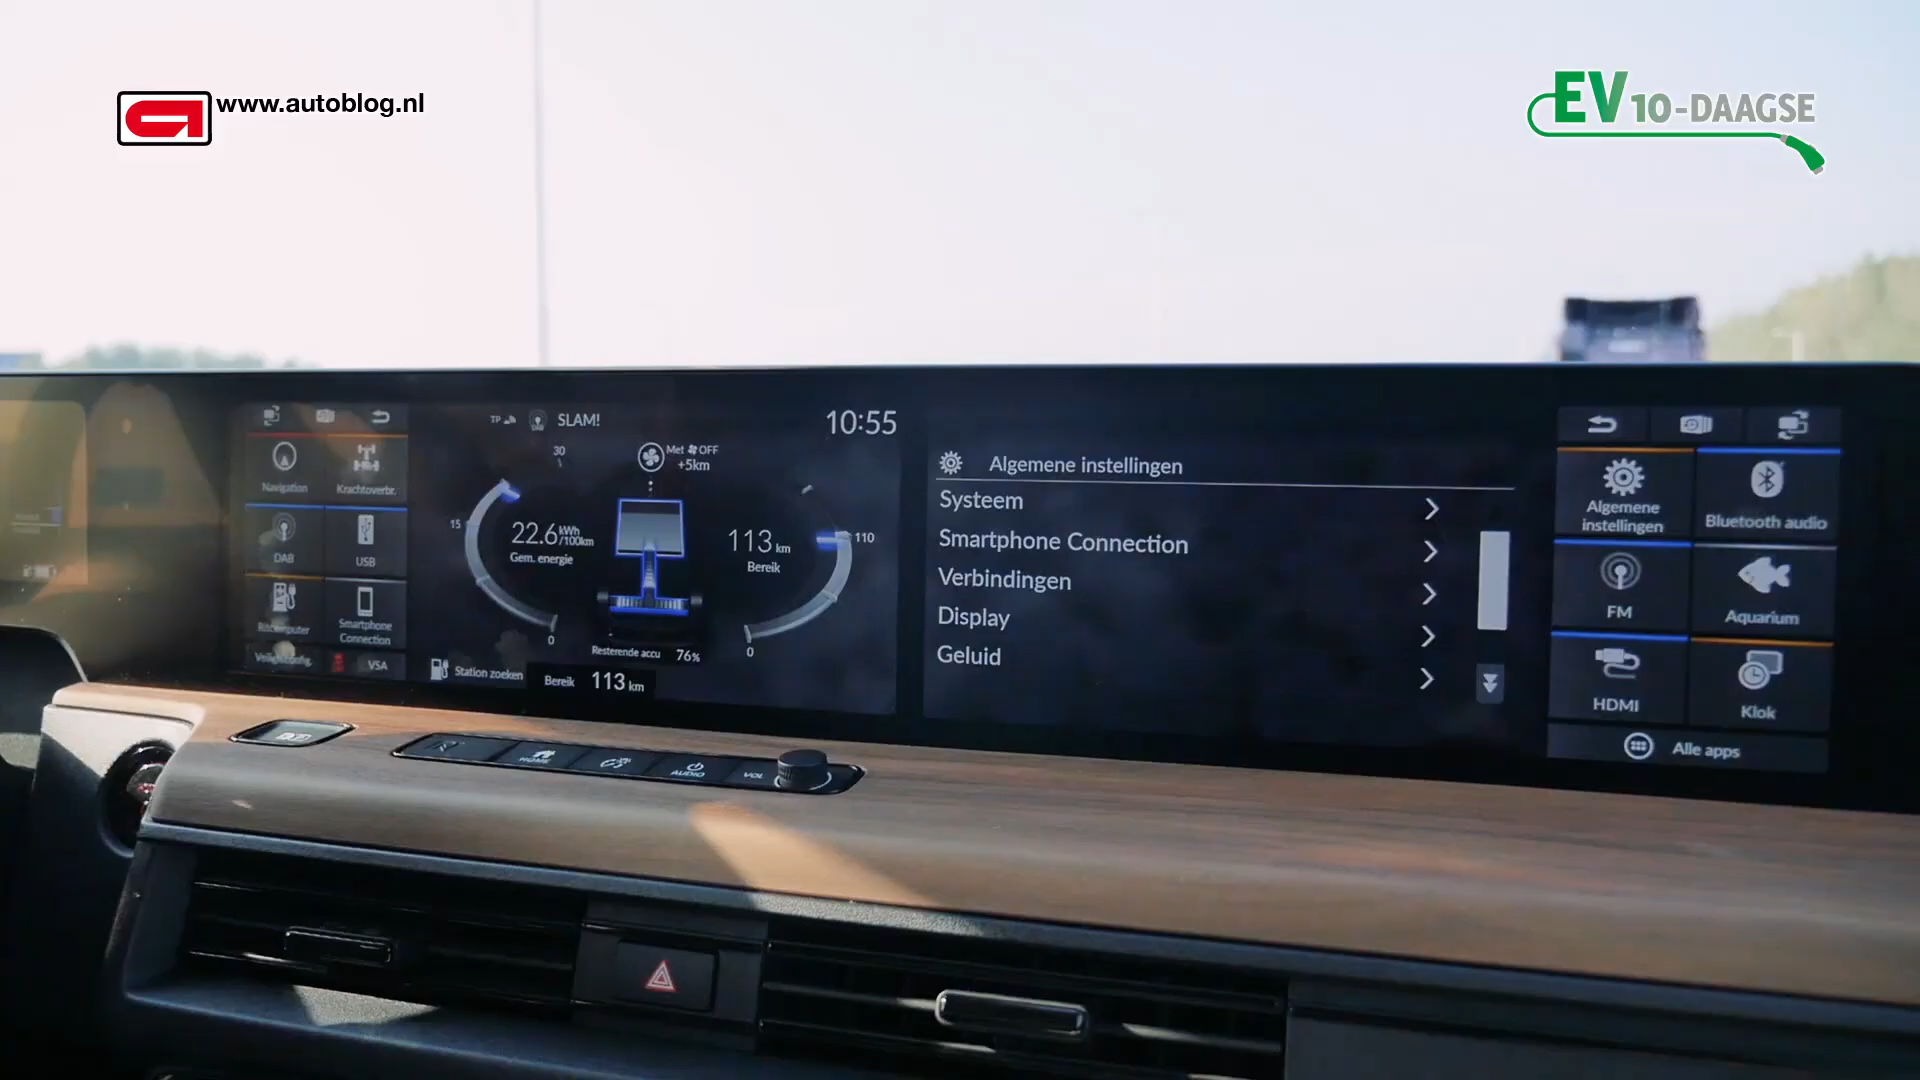 www.autoblog.nl
EV 10-DAAGSE
Navigation
Krachtoverbr.
DAB
USB
Smartphone
Connection
VSA
TP
DAB
SLAM!
10:55
30
15
0
22.6 kWh
/100km
Gem. energie
Met OFF
+5km
113 km
Bereik
110
0
Resterende accu 76%
Station zoeken
Bereik 113 km
Algemene instellingen
Systeem
Smartphone Connection
Verbindingen
Display
Geluid
Algemene
instellingen
Bluetooth audio
FM
Aquarium
HDMI
Klok
Alle apps
HOME
AUDIO
VOL